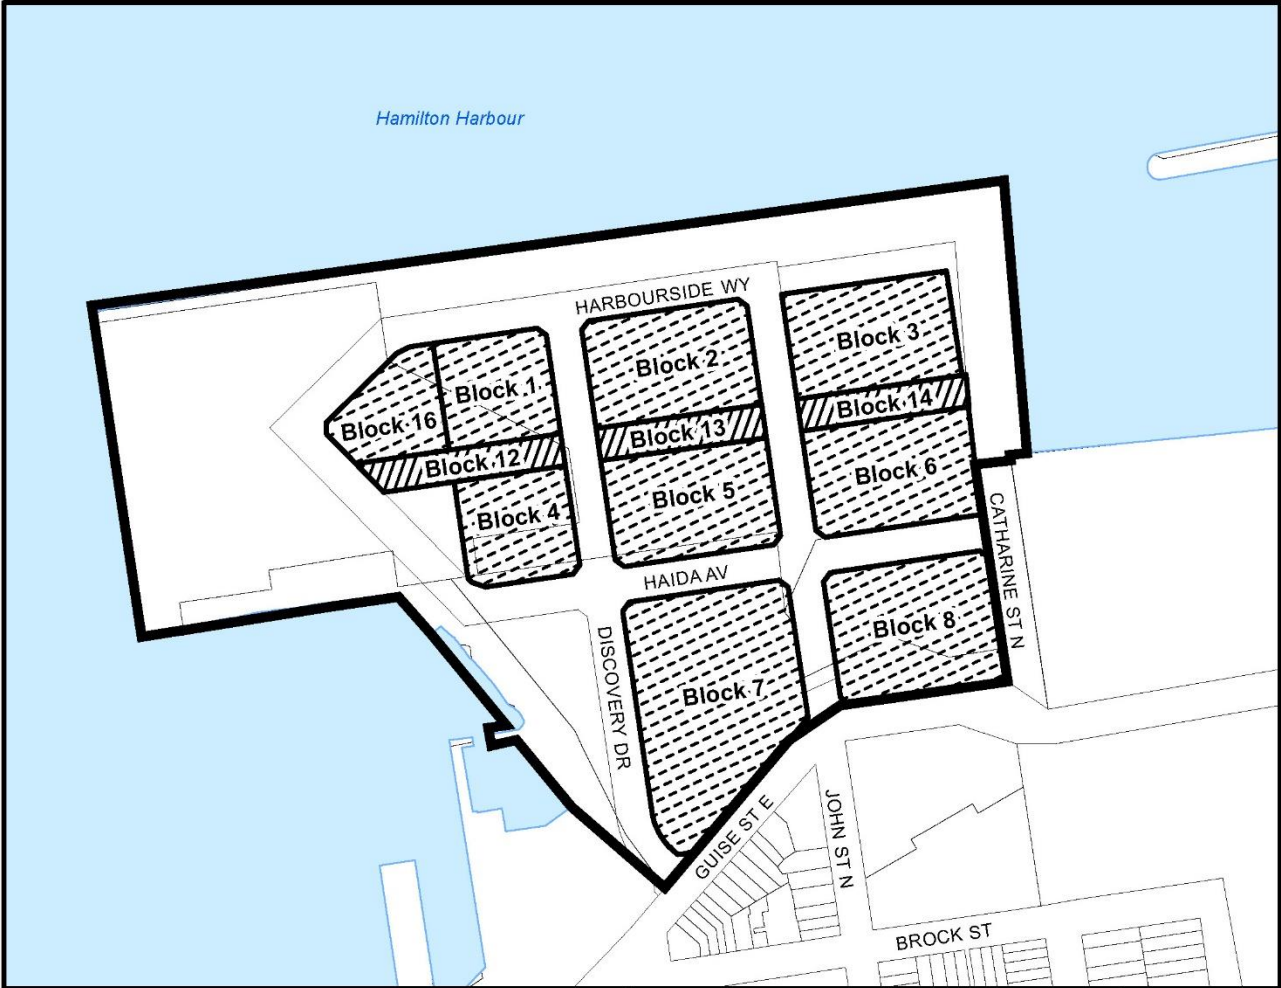 Hamilton Harbour
HARBOURSIDE WY
Block 3
Block 2
Block 1
Block 16
Block 14
Block 13
Block 12
Block 6
Block 5
Block 4
HAIDA AV
CATHARINE ST N
Block 8
Block 7
DISCOVERY DR
GUISE ST E
JOHN ST N
BROCK ST